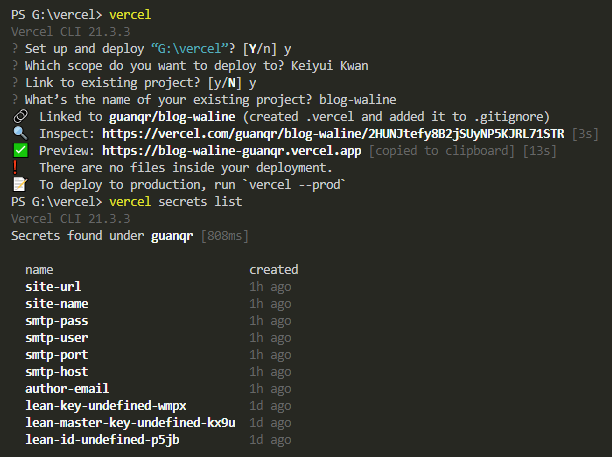 PS G:\vercel> vercel
Vercel CLI 21.3.3
? Set up and deploy “G:\vercel”? [Y/n] y
? Which scope do you want to deploy to? Keiyui Kwan
? Link to existing project? [y/N] y
? What’s the name of your existing project? blog-waline
🔗 Linked to guanqr/blog-waline (created .vercel and added it to .gitignore)
🔍 Inspect: https://vercel.com/guanqr/blog-waline/2HUNJtefy8B2jSUyNP5KJRL71STR [3s]
✅ Preview: https://blog-waline-guanqr.vercel.app [copied to clipboard] [13s]
❗ There are no files inside your deployment.
📝 To deploy to production, run `vercel --prod`
PS G:\vercel> vercel secrets list
Vercel CLI 21.3.3
Secrets found under guanqr [808ms]
name created
site-url 1h ago
site-name 1h ago
smtp-pass 1h ago
smtp-user 1h ago
smtp-port 1h ago
smtp-host 1h ago
author-email 1h ago
lean-key-undefined-wmpx 1d ago
lean-master-key-undefined-kx9u 1d ago
lean-id-undefined-p5jb 1d ago